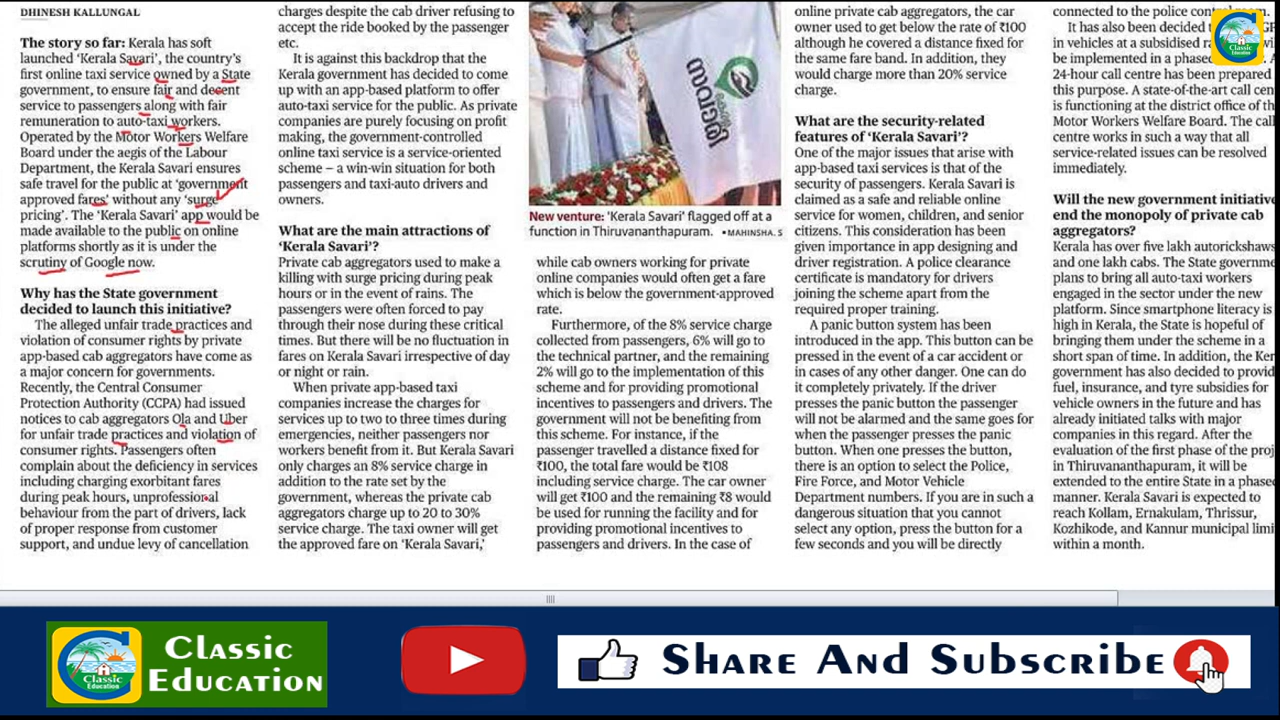 DHINESH KALLUNGAL
The story so far: Kerala has soft
launched ‘Kerala Savari’, the country’s
first online taxi service owned by a State
government, to ensure fair and decent
service to passengers along with fair
remuneration to auto-taxi workers.
Operated by the Motor Workers Welfare
Board under the aegis of the Labour
Department, the Kerala Savari ensures
safe travel for the public at ‘government
approved fares’ without any ‘surge
pricing’. The ‘Kerala Savari’ app would be
made available to the public on online
platforms shortly as it is under the
scrutiny of Google now.
Why has the State government
decided to launch this initiative?
The alleged unfair trade practices and
violation of consumer rights by private
app-based cab aggregators have come as
a major concern for governments.
Recently, the Central Consumer
Protection Authority (CCPA) had issued
notices to cab aggregators Ola and Uber
for unfair trade practices and violation of
consumer rights. Passengers often
complain about the deficiency in services
including charging exorbitant fares
during peak hours, unprofessional
behaviour from the part of drivers, lack
of proper response from customer
support, and undue levy of cancellation
charges despite the cab driver refusing to
accept the ride booked by the passenger
etc.
It is against this backdrop that the
Kerala government has decided to come
up with an app-based platform to offer
auto-taxi service for the public. As private
companies are purely focusing on profit
making, the government-controlled
online taxi service is a service-oriented
scheme – a win-win situation for both
passengers and taxi-auto drivers and
owners.
What are the main attractions of
‘Kerala Savari’?
Private cab aggregators used to make a
killing with surge pricing during peak
hours or in the event of rains. The
passengers were often forced to pay
through their nose during these critical
times. But there will be no fluctuation in
fares on Kerala Savari irrespective of day
or night or rain.
When private app-based taxi
companies increase the charges for
services up to two to three times during
emergencies, neither passengers nor
workers benefit from it. But Kerala Savari
only charges an 8% service charge in
addition to the rate set by the
government, whereas the private cab
aggregators charge up to 20 to 30%
service charge. The taxi owner will get
the approved fare on ‘Kerala Savari,’
സവാരി
New venture: ‘Kerala Savari’ flagged off at a
function in Thiruvananthapuram. • MAHINSHA. S
while cab owners working for private
online companies would often get a fare
which is below the government-approved
rate.
Furthermore, of the 8% service charge
collected from passengers, 6% will go to
the technical partner, and the remaining
2% will go to the implementation of this
scheme and for providing promotional
incentives to passengers and drivers. The
government will not be benefiting from
this scheme. For instance, if the
passenger travelled a distance fixed for
₹100, the total fare would be ₹108
including service charge. The car owner
will get ₹100 and the remaining ₹8 would
be used for running the facility and for
providing promotional incentives to
passengers and drivers. In the case of
online private cab aggregators, the car
owner used to get below the rate of ₹100
although he covered a distance fixed for
the same fare band. In addition, they
would charge more than 20% service
charge.
What are the security-related
features of ‘Kerala Savari’?
One of the major issues that arise with
app-based taxi services is that of the
security of passengers. Kerala Savari is
claimed as a safe and reliable online
service for women, children, and senior
citizens. This consideration has been
given importance in app designing and
driver registration. A police clearance
certificate is mandatory for drivers
joining the scheme apart from the
required proper training.
A panic button system has been
introduced in the app. This button can be
pressed in the event of a car accident or
in cases of any other danger. One can do
it completely privately. If the driver
presses the panic button the passenger
will not be alarmed and the same goes for
when the passenger presses the panic
button. When one presses the button,
there is an option to select the Police,
Fire Force, and Motor Vehicle
Department numbers. If you are in such a
dangerous situation that you cannot
select any option, press the button for a
few seconds and you will be directly
connected to the police control room.
It has also been decided
in vehicles at a subsidised
be implemented in a phased
24-hour call centre has been prepared
this purpose. A state-of-the-art call cen
is functioning at the district office of th
Motor Workers Welfare Board. The call
centre works in such a way that all
service-related issues can be resolved
immediately.
Will the new government initiative
end the monopoly of private cab
aggregators?
Kerala has over five lakh autorickshaws
and one lakh cabs. The State governme
plans to bring all auto-taxi workers
engaged in the sector under the new
platform. Since smartphone literacy is
high in Kerala, the State is hopeful of
bringing them under the scheme in a
short span of time. In addition, the Ker
government has also decided to provid
fuel, insurance, and tyre subsidies for
vehicle owners in the future and has
already initiated talks with major
companies in this regard. After the
evaluation of the first phase of the proj
in Thiruvananthapuram, it will be
extended to the entire State in a phased
manner. Kerala Savari is expected to
reach Kollam, Ernakulam, Thrissur,
Kozhikode, and Kannur municipal limi
within a month.
Classic
Education
Classic
Education
CLASSIC
EDUCATION
SHARE AND SUBSCRIBE